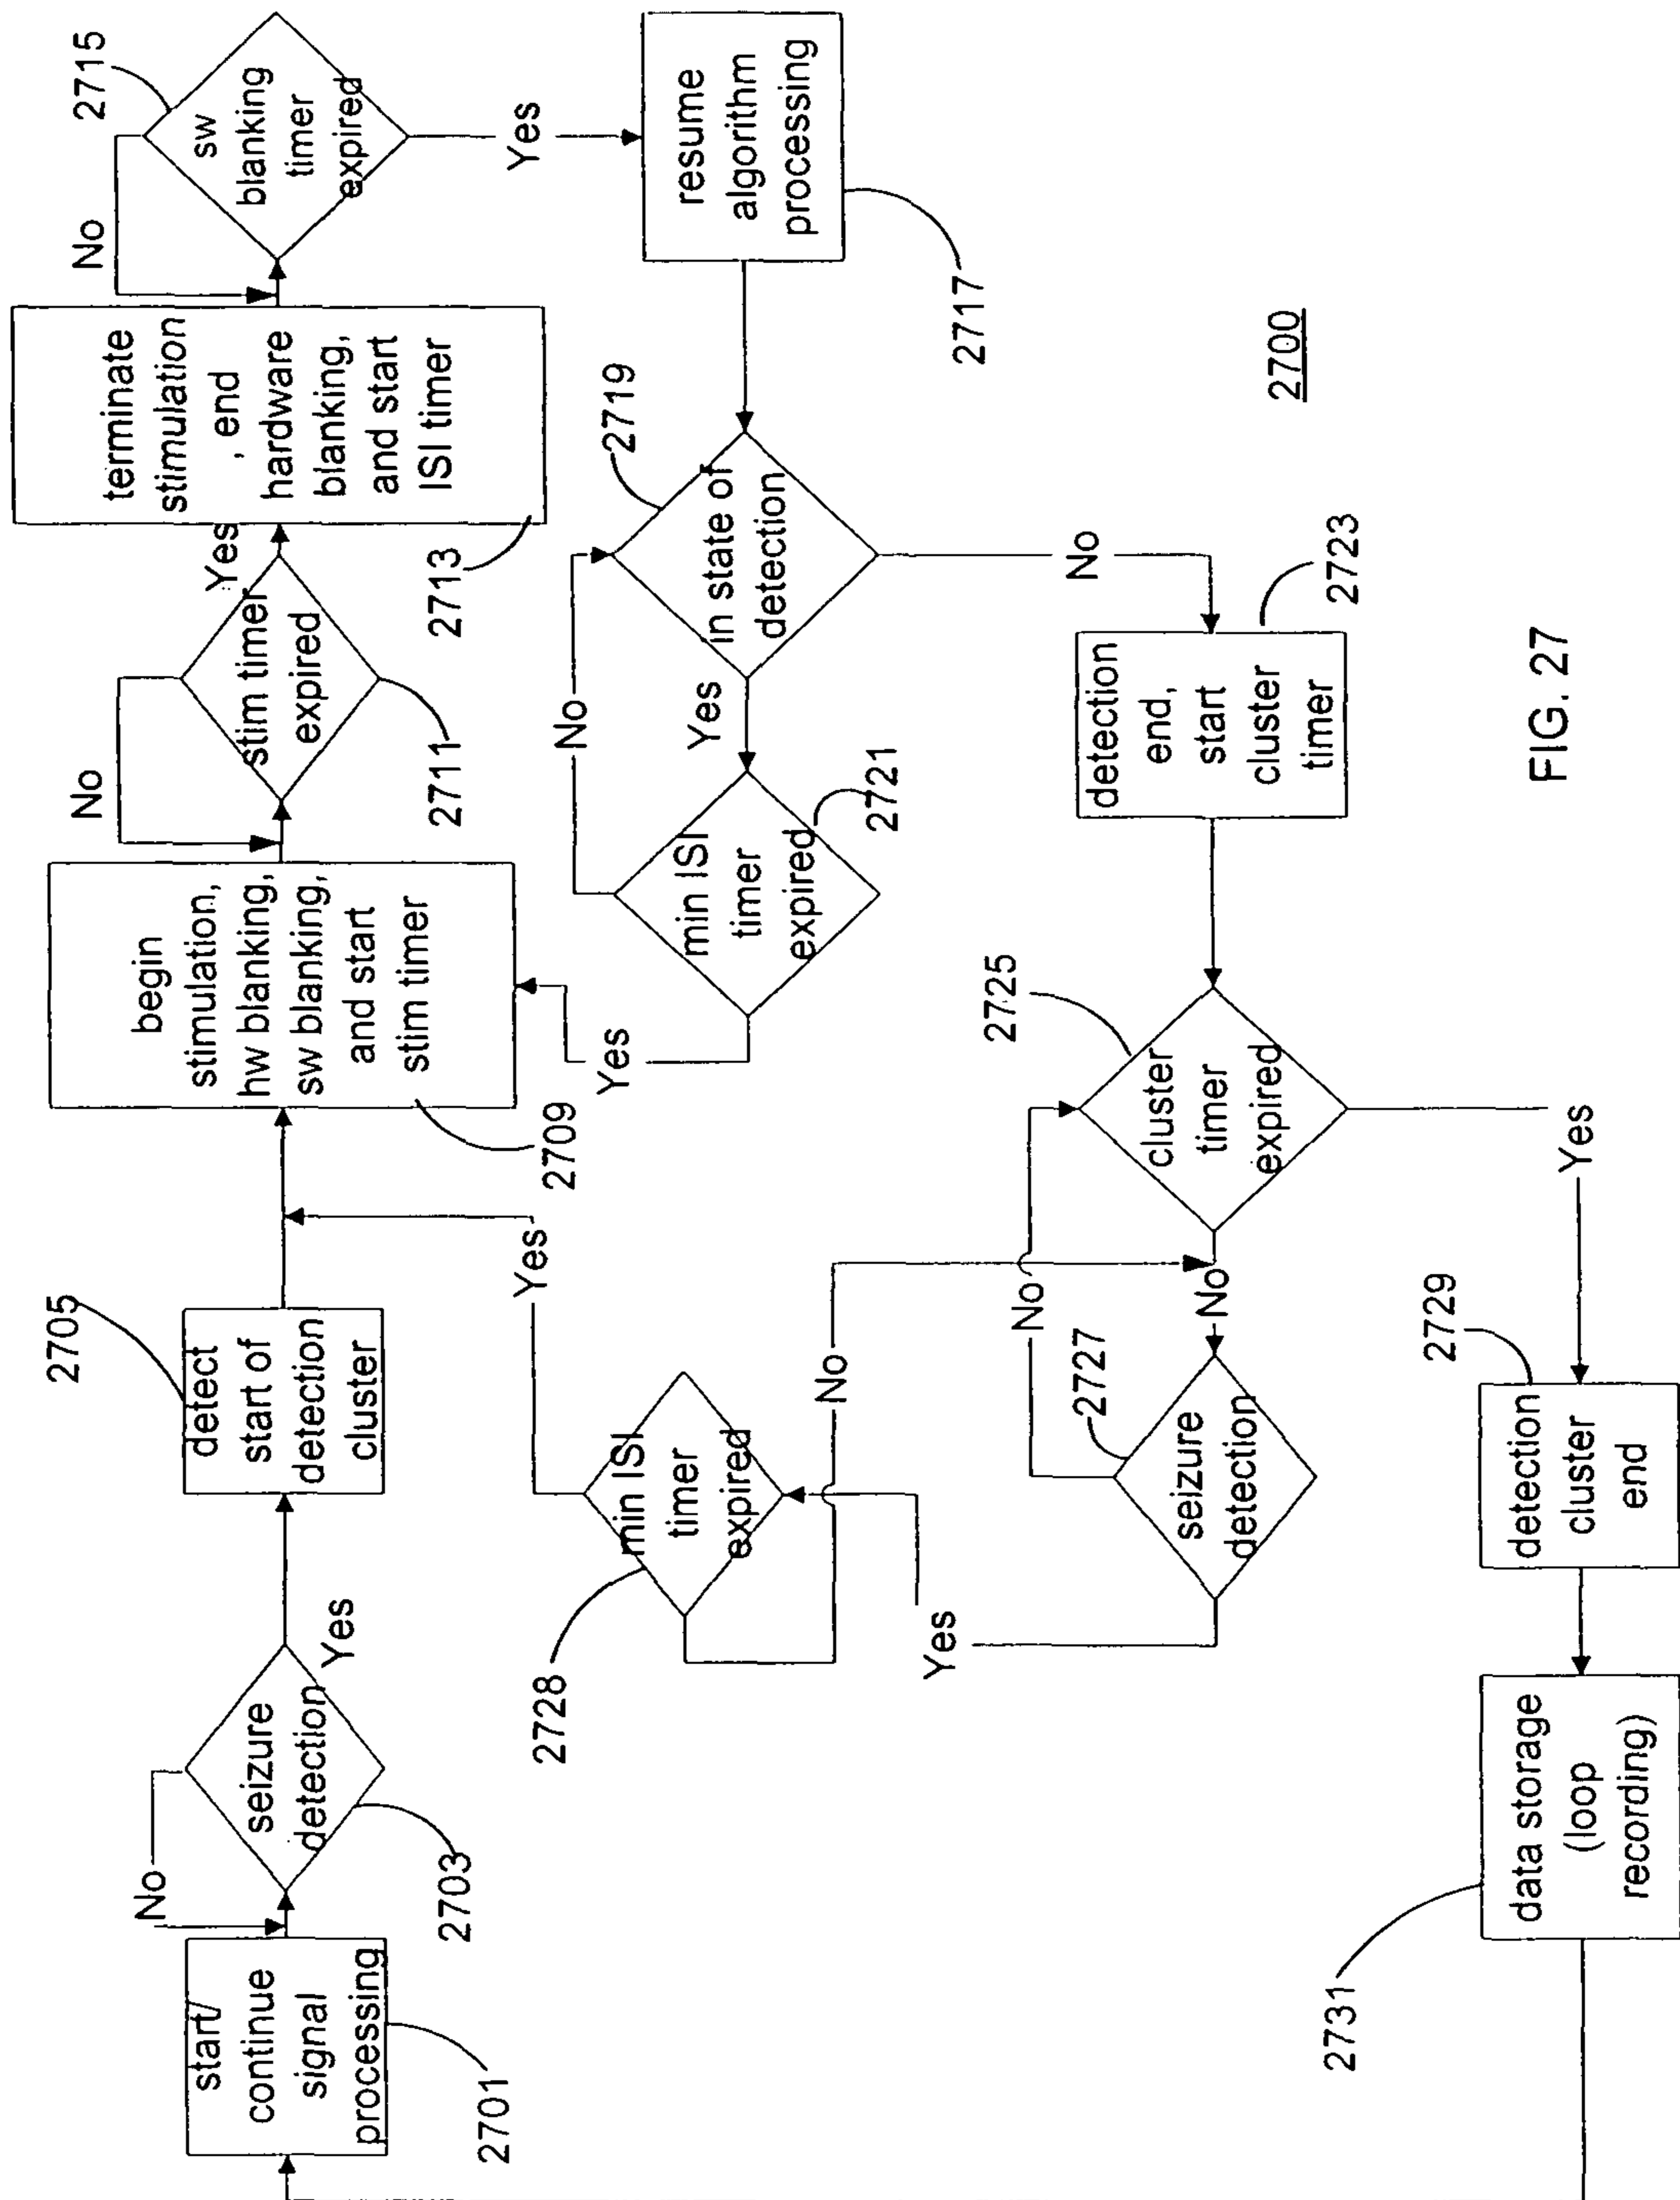 start/
continue
signal
processing
2701
No
seizure
detection
Yes
2703
detect
start of
detection
cluster
2705
begin
stimulation,
hw blanking,
sw blanking,
and start
stim timer
2709
No
stim timer
expired
Yes
2711
terminate
stimulation
, end
hardware
blanking,
and start
ISI timer
2713
No
sw
blanking
timer
expired
2715
Yes
resume
algorithm
processing
2717
in state of
detection
2719
Yes
No
min ISI
timer
expired
2721
No
Yes
detection
end,
start
cluster
timer
2723
cluster
timer
expired
2725
No
Yes
seizure
detection
2727
No
Yes
min ISI
timer
expired
2728
No
Yes
detection
cluster
end
2729
data storage
(loop
recording)
2731
2700
FIG. 27